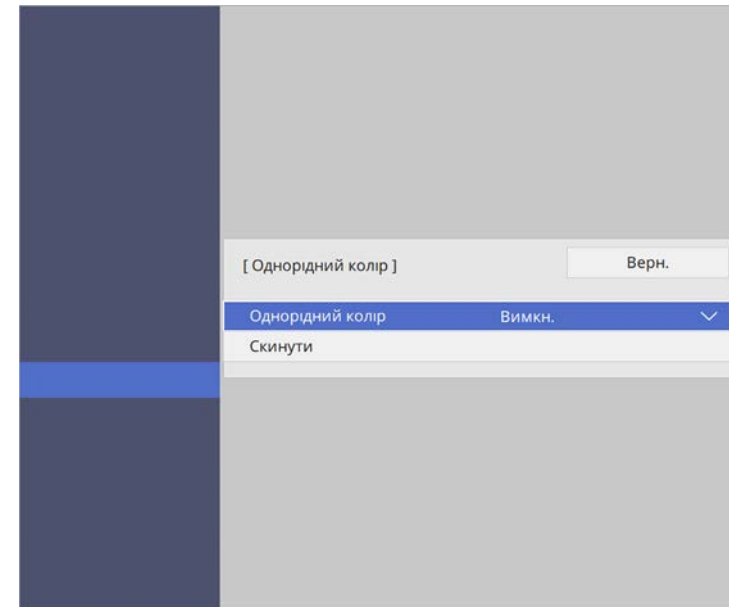 [ Однорідний колір ] Верн.
Однорідний колір Вимкн.
Скинути